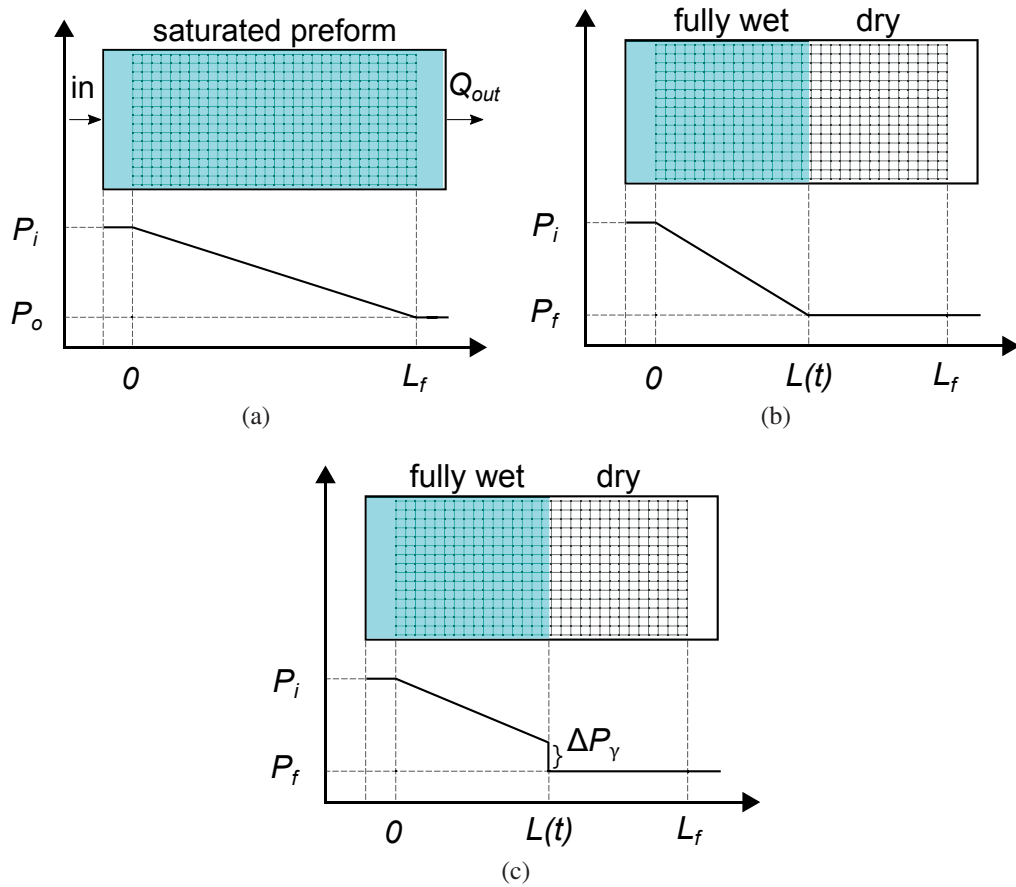 saturated preform
in
Q_out
P_i
P_o
0
L_f
(a)
fully wet dry
P_i
P_f
0
L(t)
L_f
(b)
fully wet dry
P_i
ΔP_γ
P_f
0
L(t)
L_f
(c)